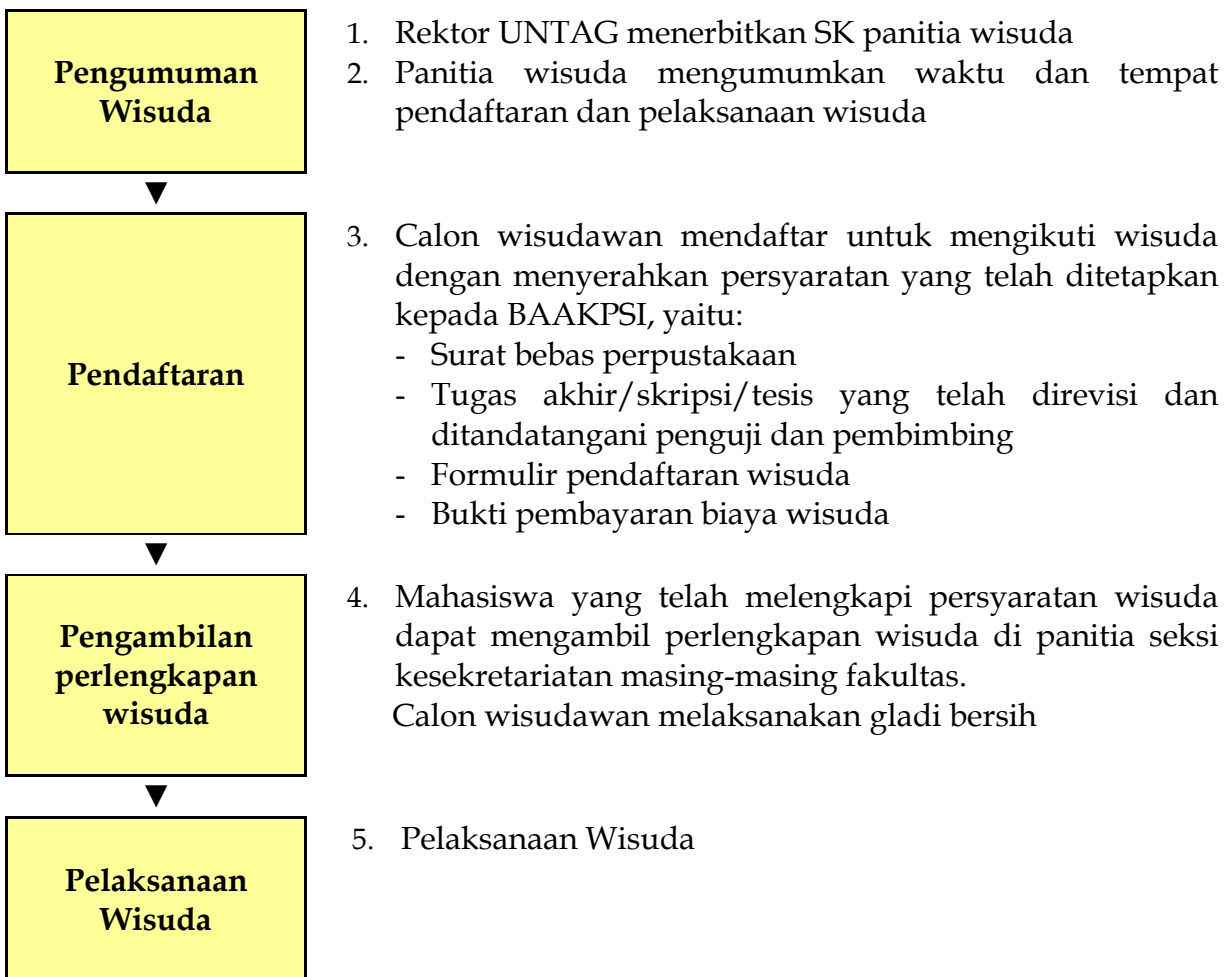 Pengumuman
Wisuda
1. Rektor UNTAG menerbitkan SK panitia wisuda
2. Panitia wisuda mengumumkan waktu dan tempat
pendaftaran dan pelaksanaan wisuda
▼
Pendaftaran
3. Calon wisudawan mendaftar untuk mengikuti wisuda
dengan menyerahkan persyaratan yang telah ditetapkan
kepada BAAKPSI, yaitu:
- Surat bebas perpustakaan
- Tugas akhir/skripsi/tesis yang telah direvisi dan
ditandatangani penguji dan pembimbing
- Formulir pendaftaran wisuda
- Bukti pembayaran biaya wisuda
▼
Pengambilan
perlengkapan
wisuda
4. Mahasiswa yang telah melengkapi persyaratan wisuda
dapat mengambil perlengkapan wisuda di panitia seksi
kesekretariatan masing-masing fakultas.
Calon wisudawan melaksanakan gladi bersih
▼
Pelaksanaan
Wisuda
5. Pelaksanaan Wisuda